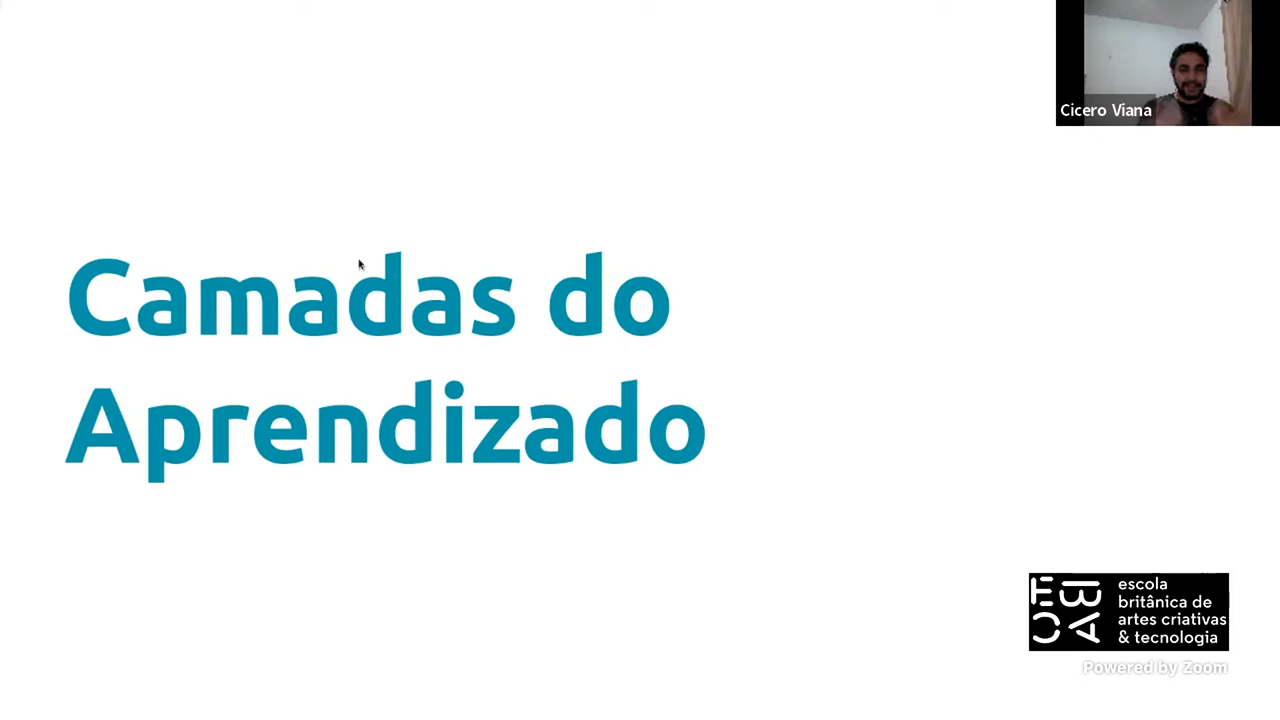 Cicero Viana
Camadas do
Aprendizado
escola
britânica de
artes criativas
& tecnologia
Powered by Zoom